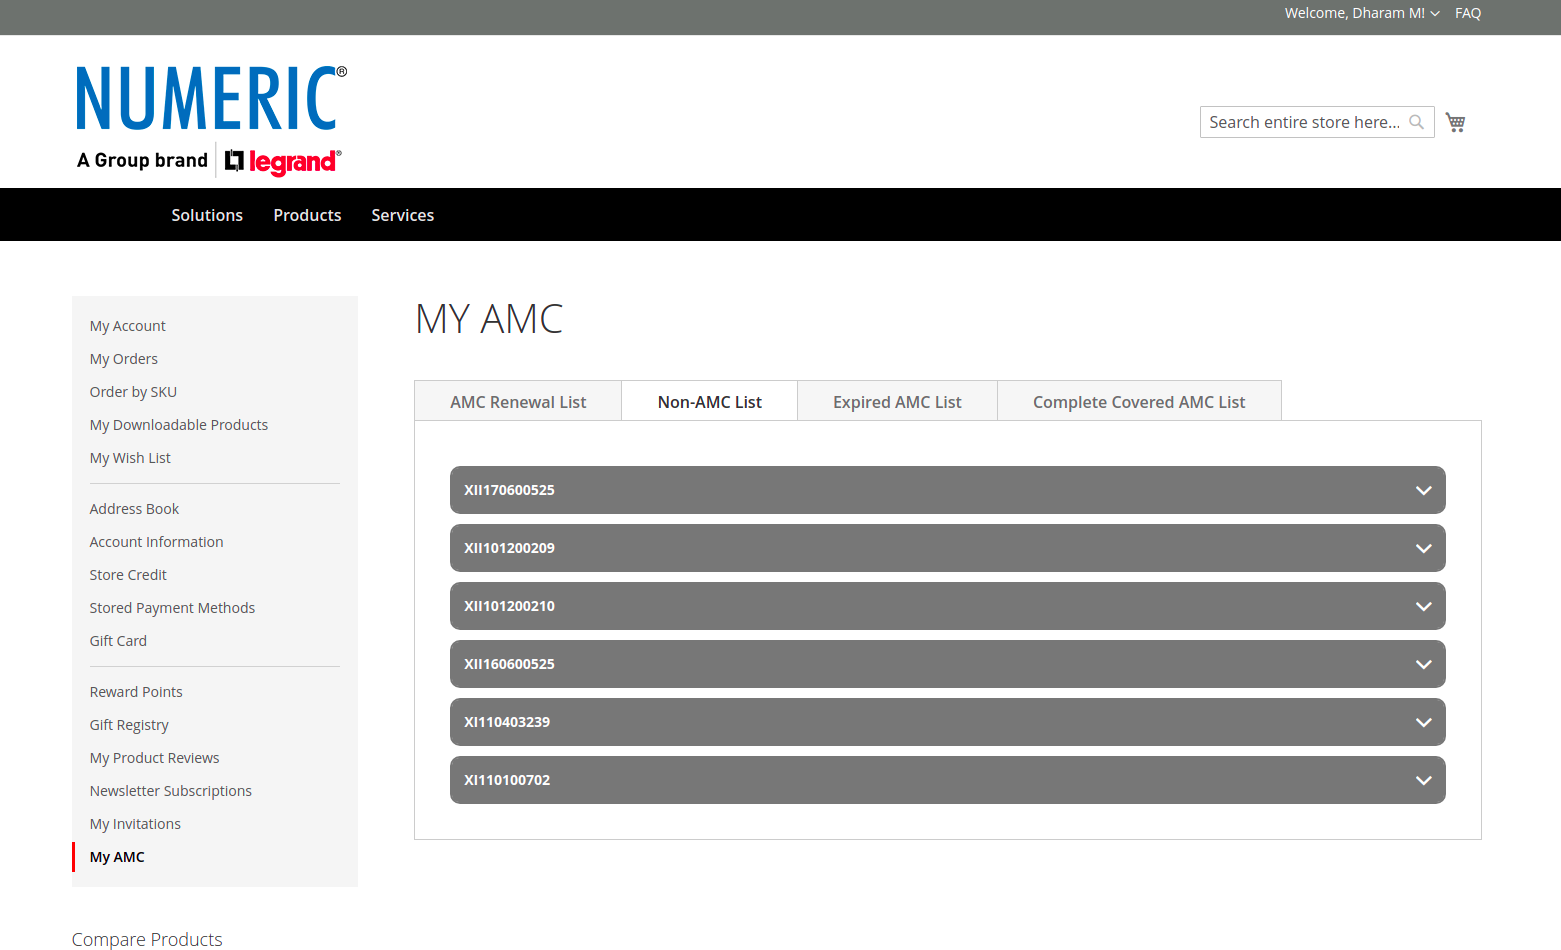 Welcome, Dharam M! FAQ
NUMERIC®
A Group brand legrand®
Search entire store here...
Solutions Products Services
My Account
My Orders
Order by SKU
My Downloadable Products
My Wish List
Address Book
Account Information
Store Credit
Stored Payment Methods
Gift Card
Reward Points
Gift Registry
My Product Reviews
Newsletter Subscriptions
My Invitations
My AMC
Compare Products
MY AMC
AMC Renewal List Non-AMC List Expired AMC List Complete Covered AMC List
XII170600525
XII101200209
XII101200210
XII160600525
XI110403239
XI110100702